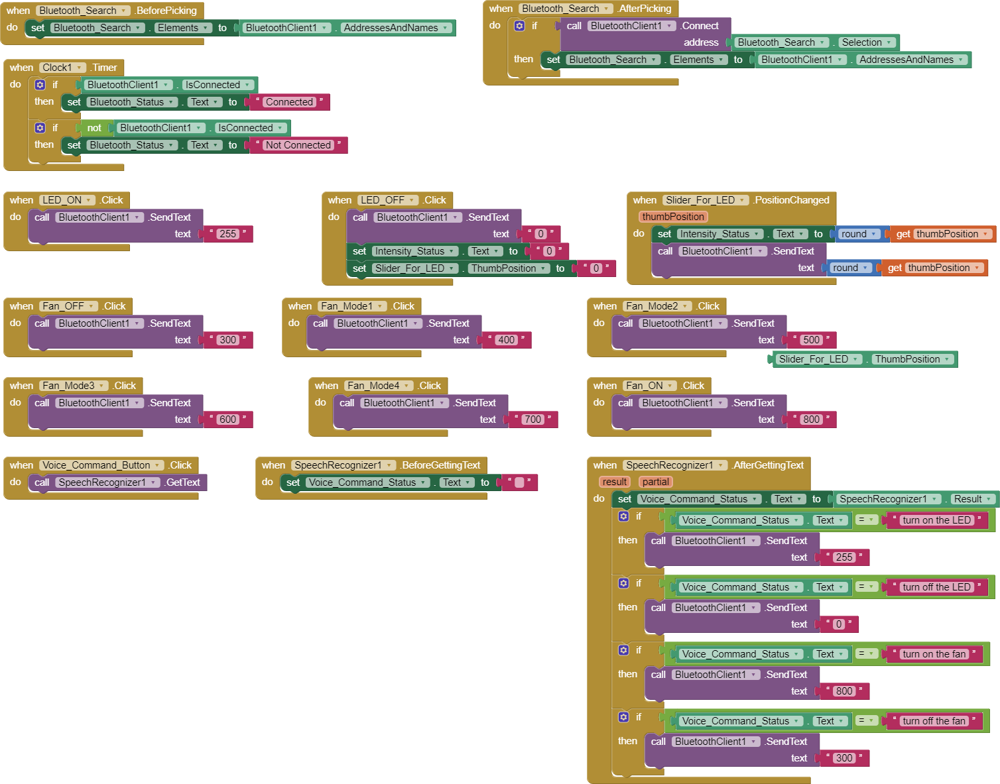 when Bluetooth_Search .BeforePicking
do set Bluetooth_Search . Elements to BluetoothClient1 . AddressesAndNames
when Bluetooth_Search .AfterPicking
do if call BluetoothClient1 .Connect
address Bluetooth_Search . Selection
then set Bluetooth_Search . Elements to BluetoothClient1 . AddressesAndNames
when Clock1 .Timer
do if BluetoothClient1 . IsConnected
then set Bluetooth_Status . Text to “ Connected ”
if not BluetoothClient1 . IsConnected
then set Bluetooth_Status . Text to “ Not Connected ”
when LED_ON .Click
do call BluetoothClient1 .SendText
text “ 255 ”
when LED_OFF .Click
do call BluetoothClient1 .SendText
text “ 0 ”
set Intensity_Status . Text to “ 0 ”
set Slider_For_LED . ThumbPosition to “ 0 ”
when Slider_For_LED .PositionChanged
thumbPosition
do set Intensity_Status . Text to round get thumbPosition
call BluetoothClient1 .SendText
text round get thumbPosition
when Fan_OFF .Click
do call BluetoothClient1 .SendText
text “ 300 ”
when Fan_Mode1 .Click
do call BluetoothClient1 .SendText
text “ 400 ”
when Fan_Mode2 .Click
do call BluetoothClient1 .SendText
text “ 500 ”
Slider_For_LED . ThumbPosition
when Fan_Mode3 .Click
do call BluetoothClient1 .SendText
text “ 600 ”
when Fan_Mode4 .Click
do call BluetoothClient1 .SendText
text “ 700 ”
when Fan_ON .Click
do call BluetoothClient1 .SendText
text “ 800 ”
when Voice_Command_Button .Click
do call SpeechRecognizer1 .GetText
when SpeechRecognizer1 .BeforeGettingText
do set Voice_Command_Status . Text to “ ”
when SpeechRecognizer1 .AfterGettingText
result partial
do set Voice_Command_Status . Text to SpeechRecognizer1 . Result
if Voice_Command_Status . Text = “ turn on the LED ”
then call BluetoothClient1 .SendText
text “ 255 ”
if Voice_Command_Status . Text = “ turn off the LED ”
then call BluetoothClient1 .SendText
text “ 0 ”
if Voice_Command_Status . Text = “ turn on the fan ”
then call BluetoothClient1 .SendText
text “ 800 ”
if Voice_Command_Status . Text = “ turn off the fan ”
then call BluetoothClient1 .SendText
text “ 300 ”